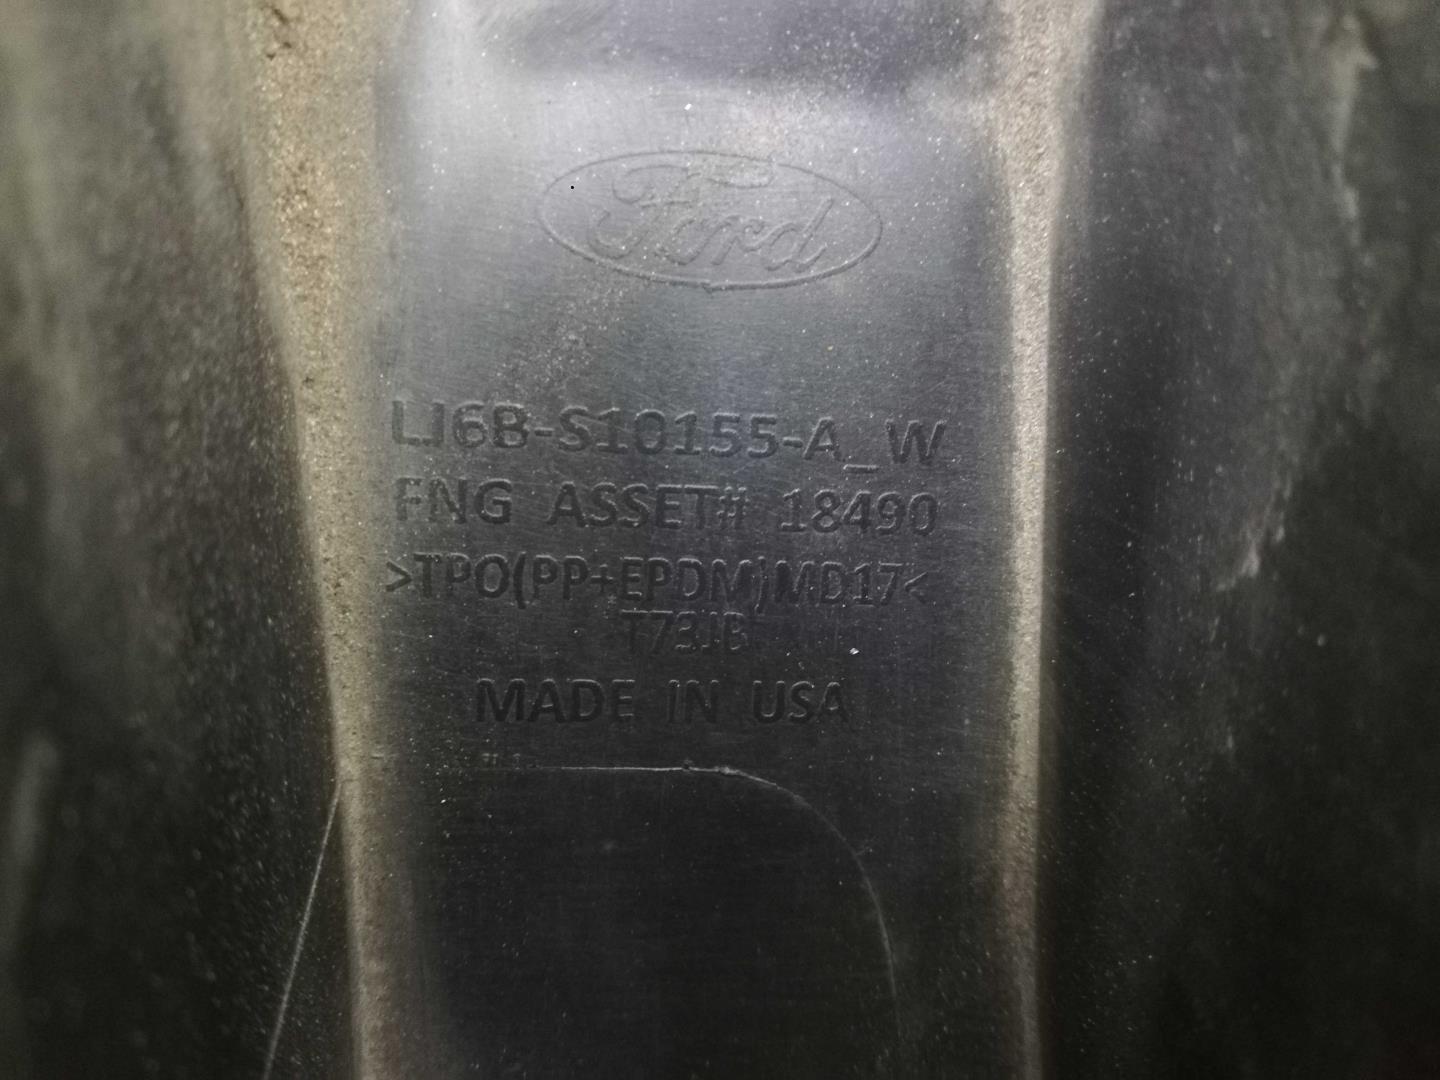 Ford
LJ6B-S10155-A_W
FNG ASSET# 18490
>TPO(PP+EPDM)MD17<
T73JB
MADE IN USA